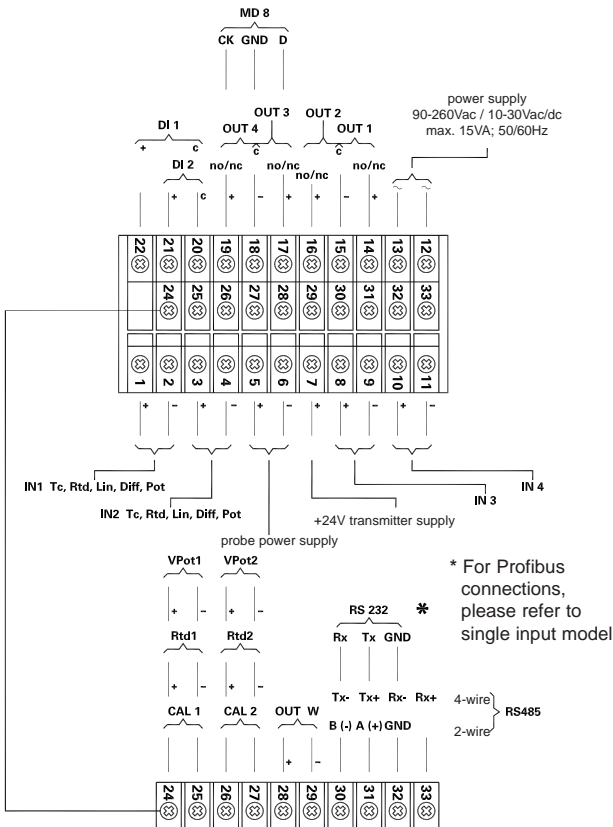 MD 8
CK GND D
OUT 3 OUT 2
DI 1 OUT 4 OUT 1
power supply
90-260Vac / 10-30Vac/dc
max. 15VA; 50/60Hz
+ c c c
DI 2 no/nc no/nc no/nc no/nc
+ c + − + + − + ~ ~
22 21 20 19 18 17 16 15 14 13 12
24 25 26 27 28 29 30 31 32 33
1 2 3 4 5 6 7 8 9 10 11
+ − + − + − + + − + −
IN1 Tc, Rtd, Lin, Diff, Pot
IN 4
IN 3
IN2 Tc, Rtd, Lin, Diff, Pot
+24V transmitter supply
probe power supply
VPot1 VPot2
* For Profibus
connections,
please refer to
single input model
+ − + −
RS 232 *
Rtd1 Rtd2
Rx Tx GND
+ − + −
Tx- Tx+ Rx- Rx+ 4-wire
RS485
CAL 1 CAL 2 OUT W
B (-) A (+) GND 2-wire
+ −
24 25 26 27 28 29 30 31 32 33